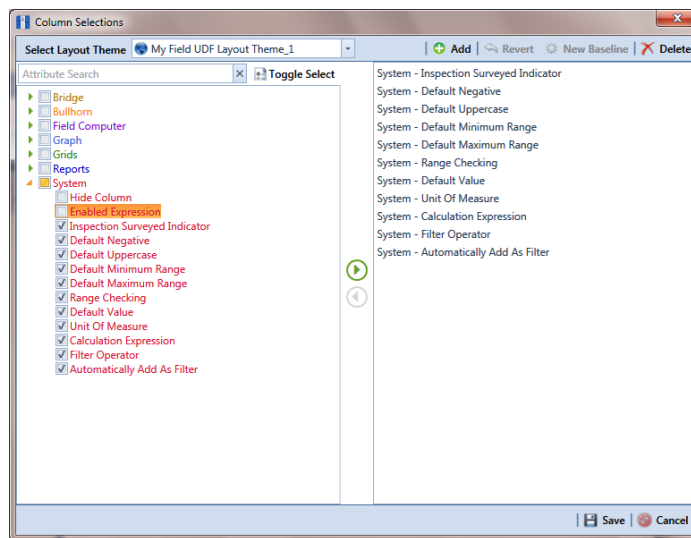 Column Selections
Select Layout Theme My Field UDF Layout Theme_1 Add Revert New Baseline Delete
Attribute Search Toggle Select
Bridge
Bullhorn
Field Computer
Graph
Grids
Reports
System
Hide Column
Enabled Expression
Inspection Surveyed Indicator
Default Negative
Default Uppercase
Default Minimum Range
Default Maximum Range
Range Checking
Default Value
Unit Of Measure
Calculation Expression
Filter Operator
Automatically Add As Filter
System - Inspection Surveyed Indicator
System - Default Negative
System - Default Uppercase
System - Default Minimum Range
System - Default Maximum Range
System - Range Checking
System - Default Value
System - Unit Of Measure
System - Calculation Expression
System - Filter Operator
System - Automatically Add As Filter
Save Cancel